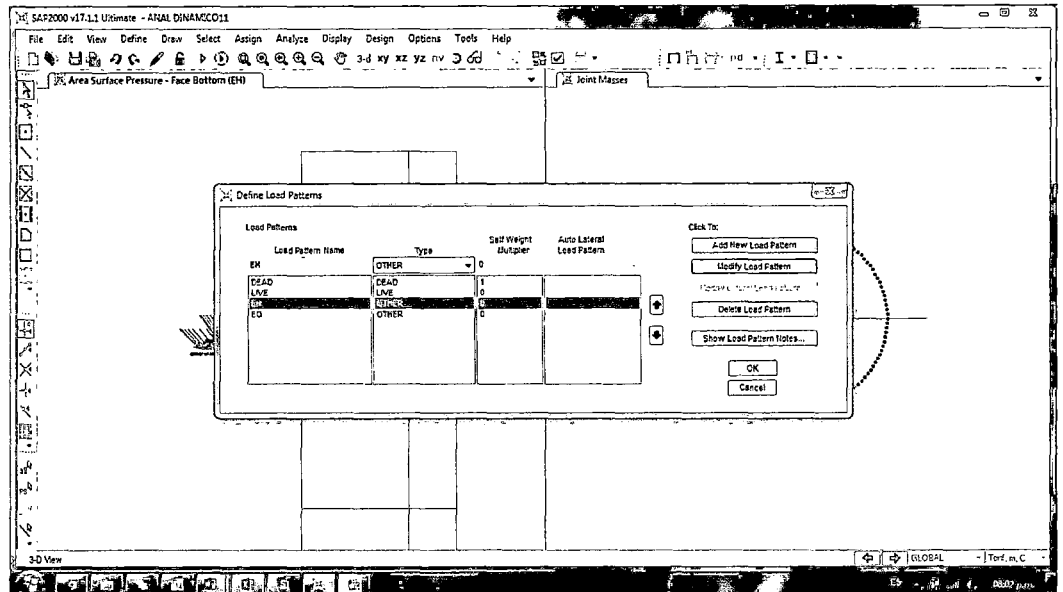 SAP2000 v17.1.1 Ultimate - ANAL DINAMICO11
File Edit View Define Draw Select Assign Analyze Display Design Options Tools Help
3-d xy xz yz nv
Area Surface Pressure - Face Bottom (EH)
Joint Masses
Define Load Patterns
Load Patterns
Click To:
Load Pattern Name Type Self Weight Multiplier Auto Lateral Load Pattern
EH OTHER 0
DEAD DEAD 1
LIVE 0
EH OTHER 0
EQ OTHER 0
Add New Load Pattern
Modify Load Pattern
Delete Load Pattern
Show Load Pattern Notes...
OK
Cancel
3-D View
GLOBAL
Tonf, m, C
08:02 p.m.